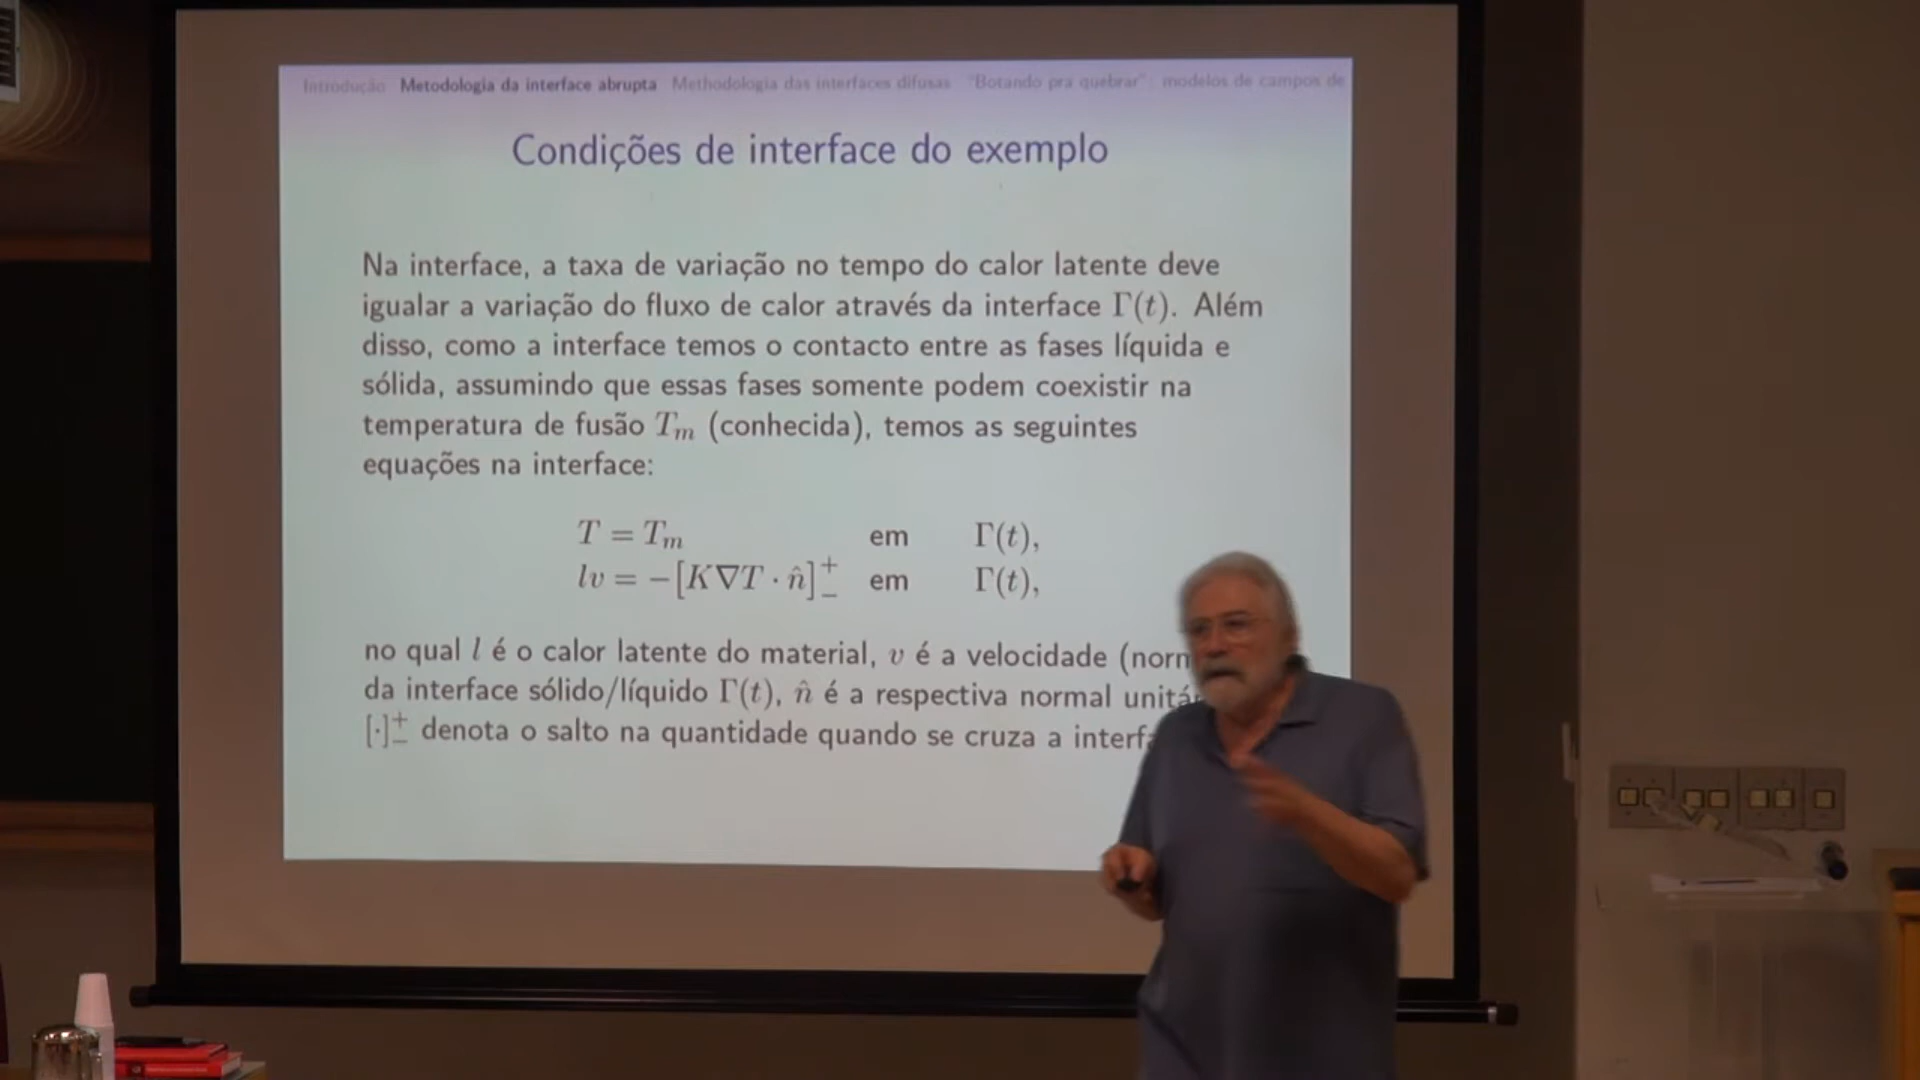 Introdução Metodologia da interface abrupta Methodologia das interfaces difusas "Botando pra quebrar": modelos de campos de
Condições de interface do exemplo
Na interface, a taxa de variação no tempo do calor latente deve
igualar a variação do fluxo de calor através da interface Γ(t). Além
disso, como a interface temos o contacto entre as fases líquida e
sólida, assumindo que essas fases somente podem coexistir na
temperatura de fusão T_m (conhecida), temos as seguintes
equações na interface:
T = T_m em Γ(t),
lv = −[K∇T · n̂]⁺₋ em Γ(t),
no qual l é o calor latente do material, v é a velocidade
da interface sólido/líquido Γ(t), n̂ é a respectiva normal
[·]⁺₋ denota o salto na quantidade quando se cruza a